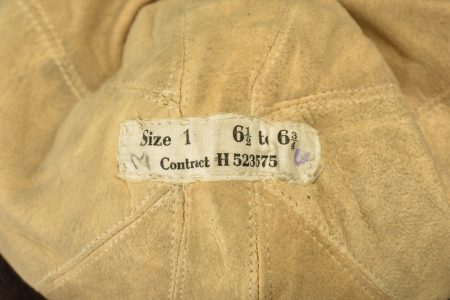 Size 1 6½ to 6¾
M Contract H 523575